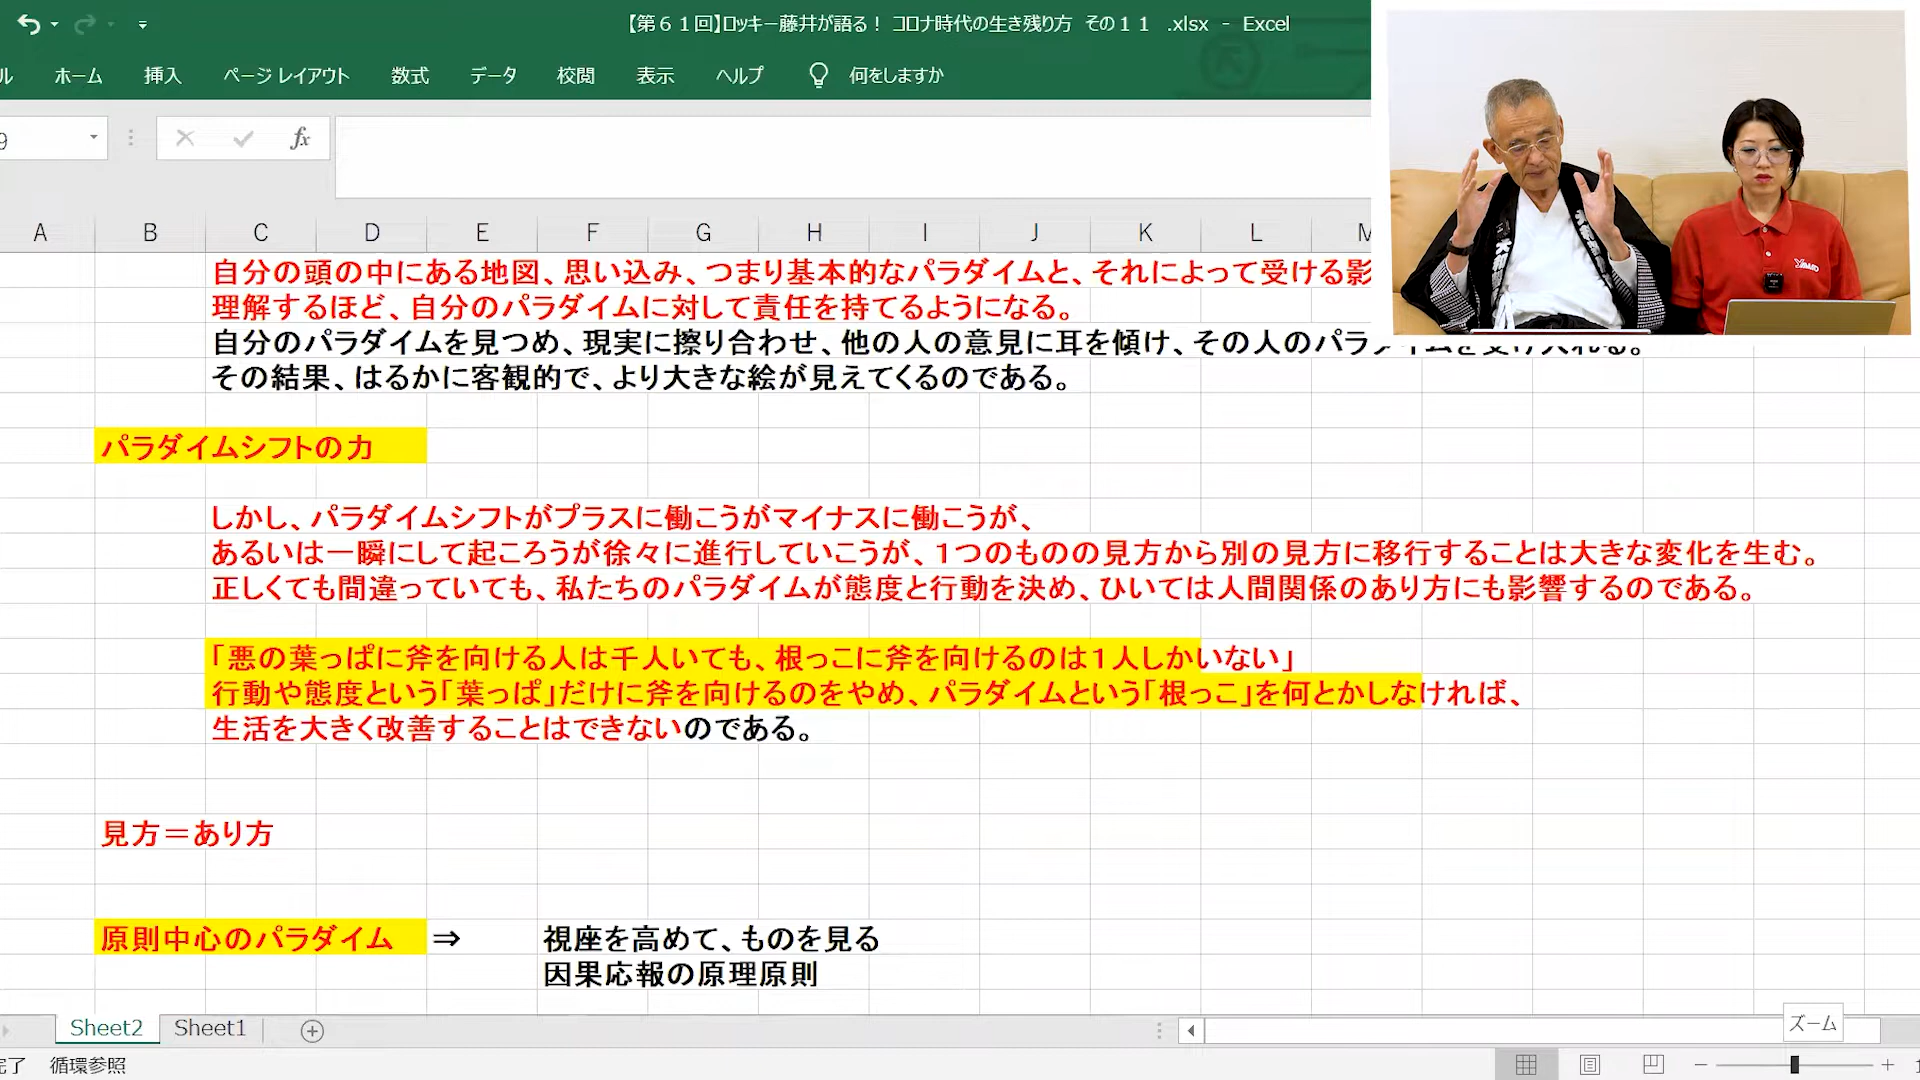 【第６１回】ロッキー藤井が語る！ コロナ時代の生き残り方 その１１ .xlsx - Excel
ル ホーム 挿入 ページ レイアウト 数式 データ 校閲 表示 ヘルプ 何をしますか
9 fx
A B C D E F G H I J K L M
自分の頭の中にある地図、思い込み、つまり基本的なパラダイムと、それによって受ける影
理解するほど、自分のパラダイムに対して責任を持てるようになる。
自分のパラダイムを見つめ、現実に擦り合わせ、他の人の意見に耳を傾け、その人のパラダイムを受け入れる。
その結果、はるかに客観的で、より大きな絵が見えてくるのである。
パラダイムシフトの力
しかし、パラダイムシフトがプラスに働こうがマイナスに働こうが、
あるいは一瞬にして起ころうが徐々に進行していこうが、１つのものの見方から別の見方に移行することは大きな変化を生む。
正しくても間違っていても、私たちのパラダイムが態度と行動を決め、ひいては人間関係のあり方にも影響するのである。
「悪の葉っぱに斧を向ける人は千人いても、根っこに斧を向けるのは１人しかいない」
行動や態度という「葉っぱ」だけに斧を向けるのをやめ、パラダイムという「根っこ」を何とかしなければ、
生活を大きく改善することはできないのである。
見方＝あり方
原則中心のパラダイム ⇒ 視座を高めて、ものを見る
因果応報の原理原則
Sheet2 Sheet1
ズーム
完了 循環参照